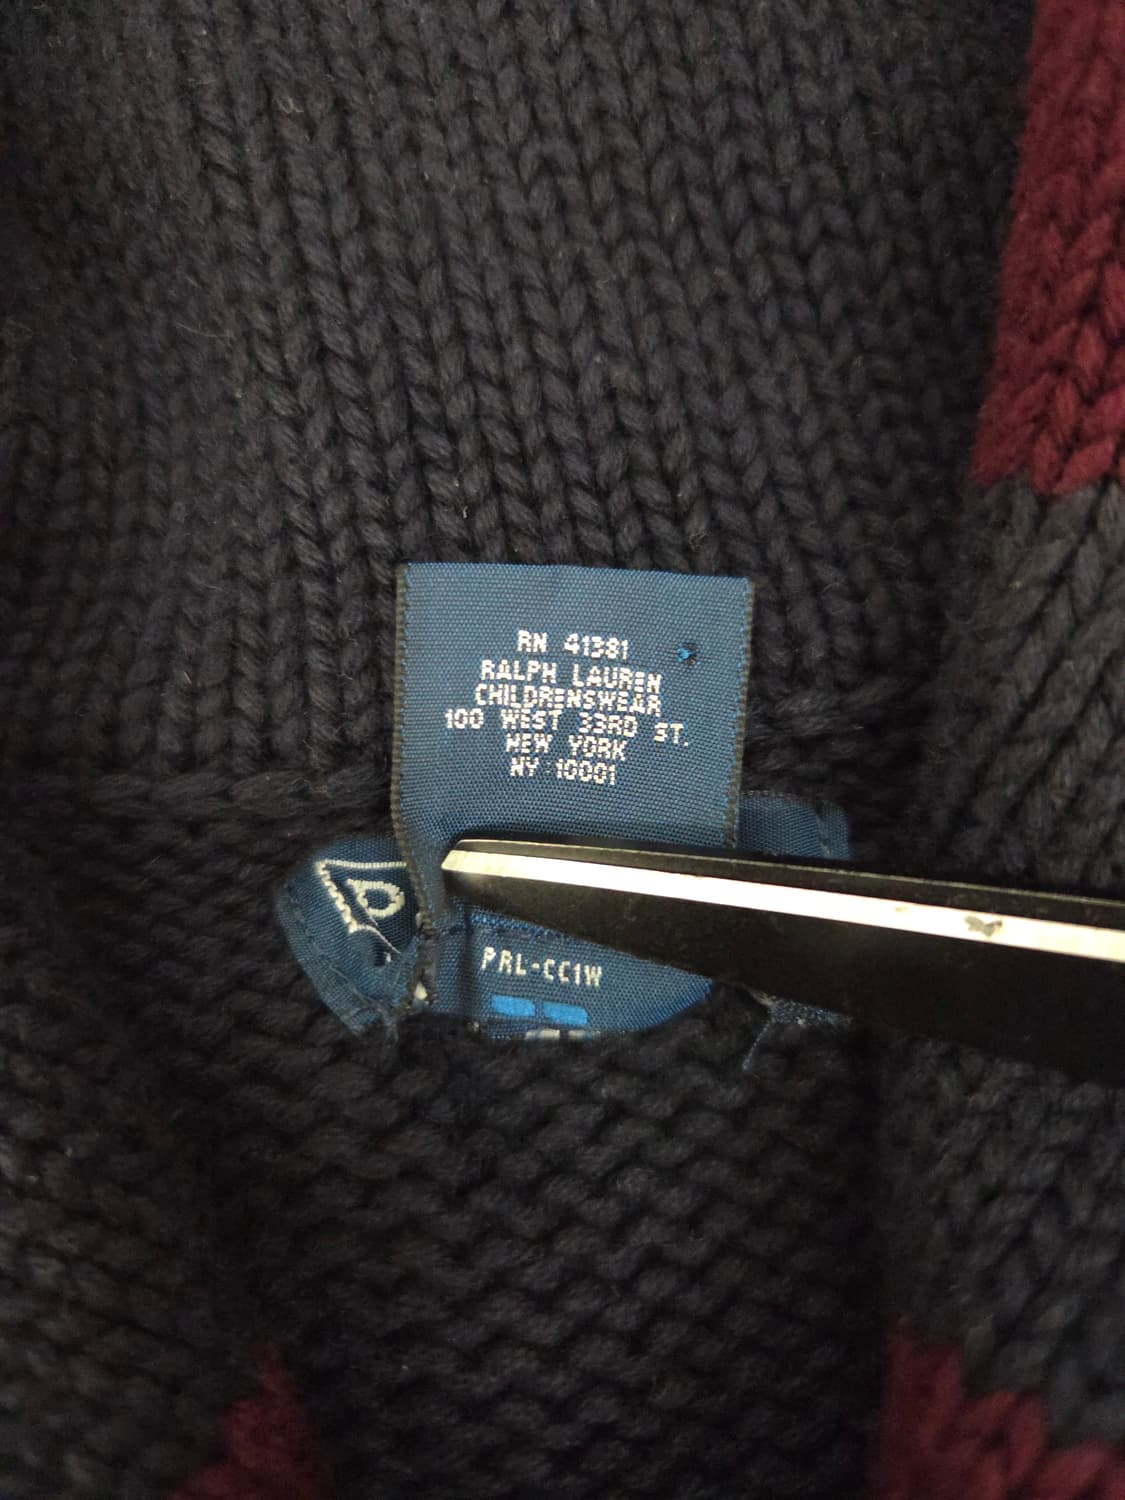 RN 41381
RALPH LAUREN
CHILDRENSWEAR
100 WEST 33RD ST.
NEW YORK
NY 10001
PRL-CC1W